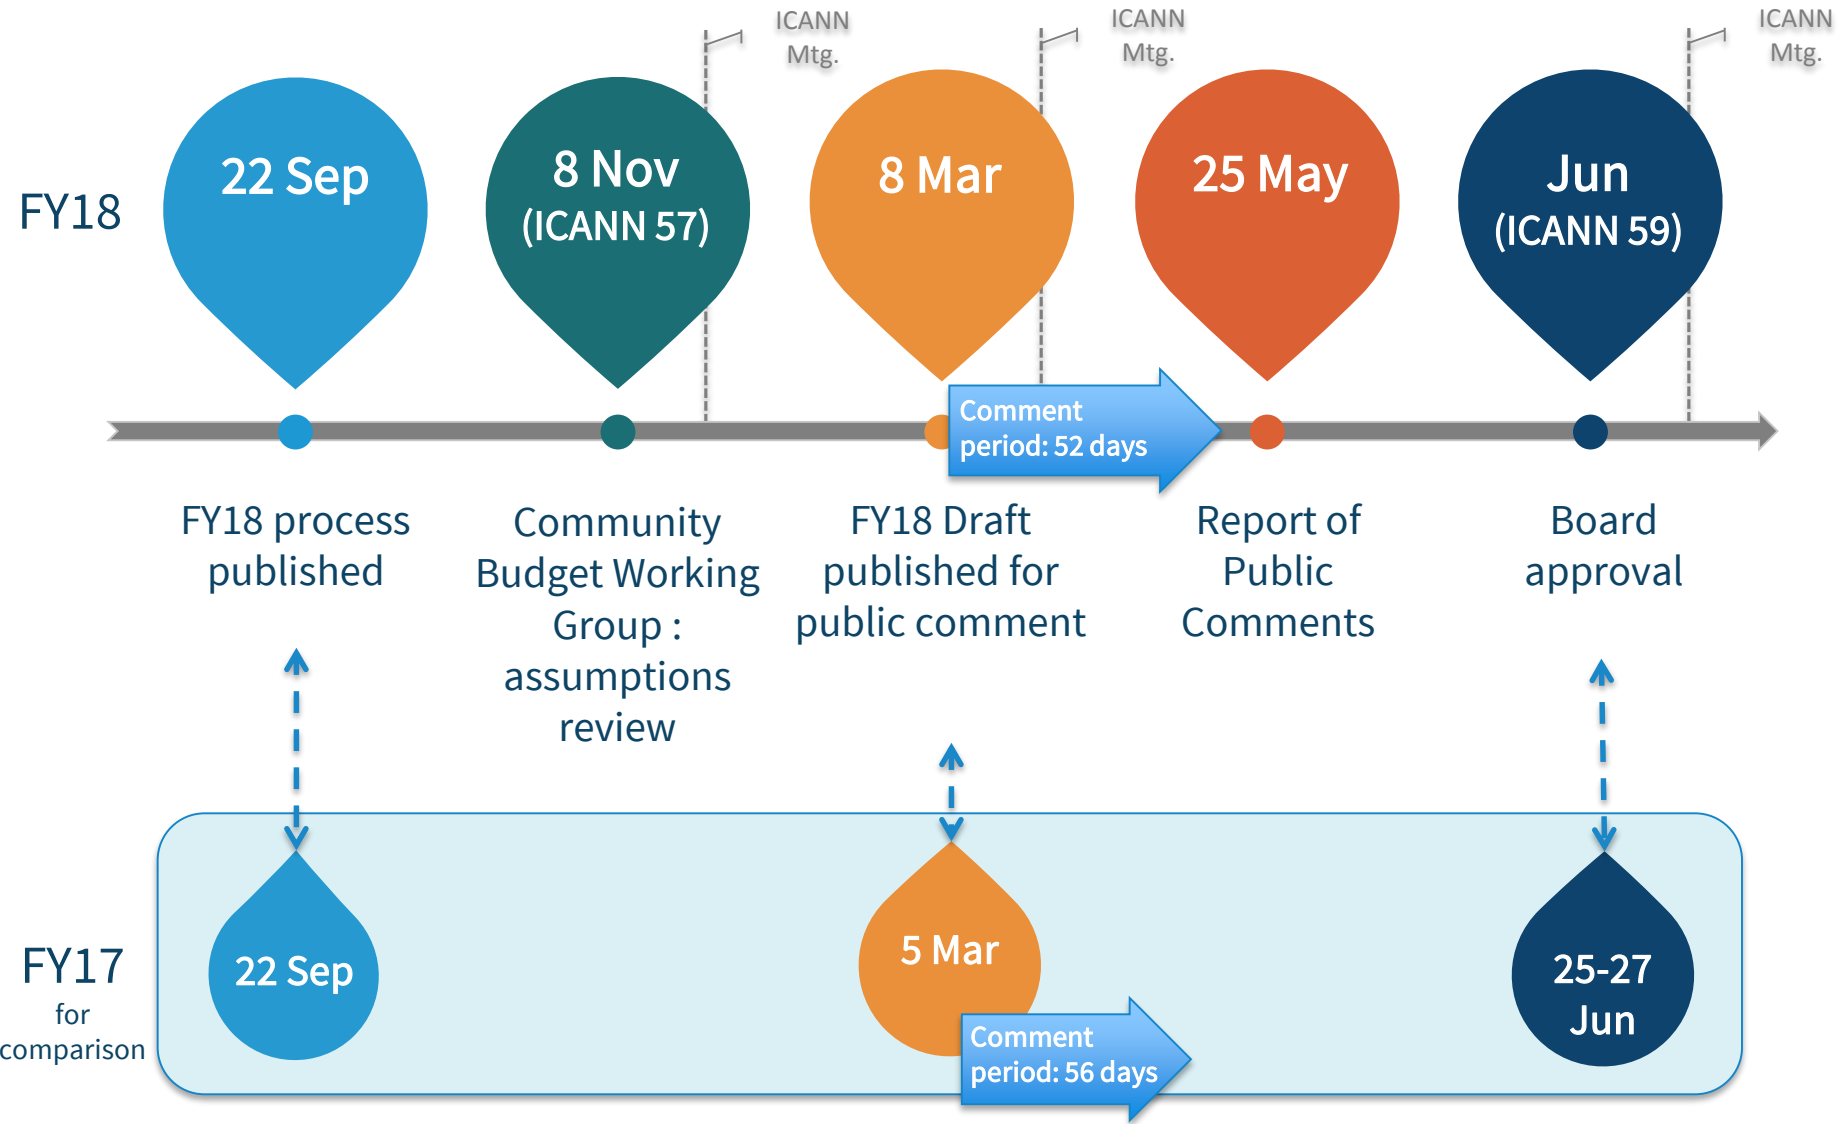 ICANN
Mtg.
ICANN
Mtg.
ICANN
Mtg.
FY18
22 Sep
8 Nov
(ICANN 57)
8 Mar
25 May
Jun
(ICANN 59)
Comment
period: 52 days
FY18 process
published
Community
Budget Working
Group :
assumptions
review
FY18 Draft
published for
public comment
Report of
Public
Comments
Board
approval
FY17
for
comparison
22 Sep
5 Mar
Comment
period: 56 days
25-27
Jun